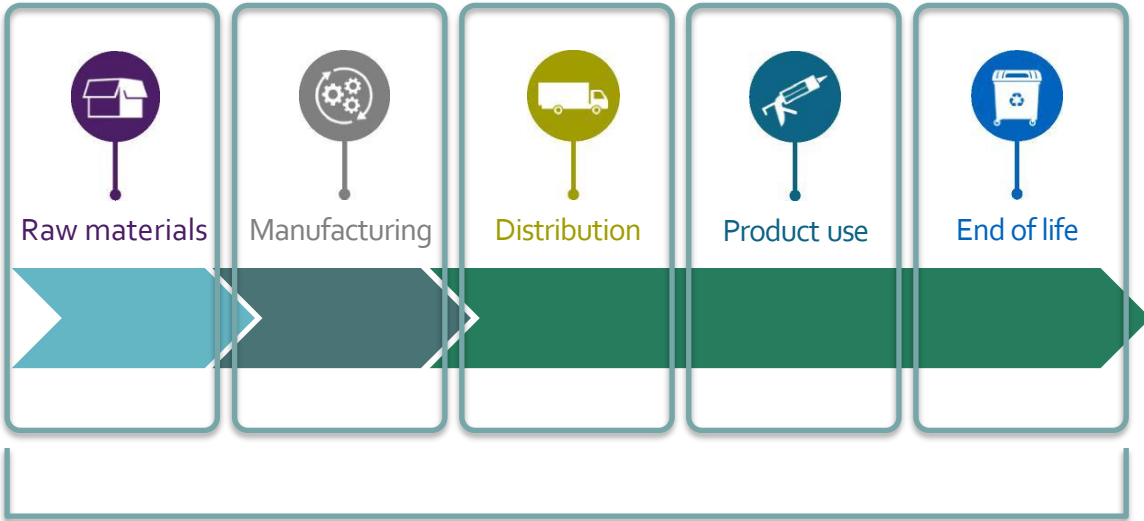 Raw materials
Manufacturing
Distribution
Product use
End of life